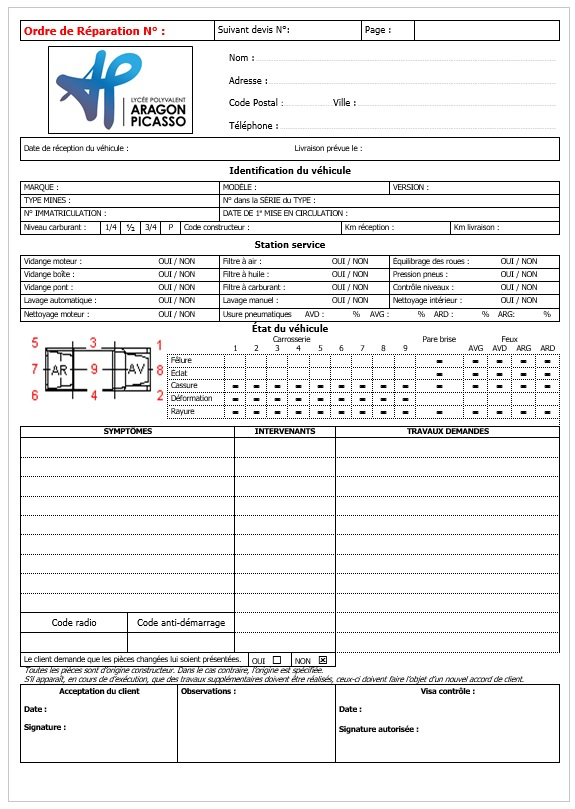 Ordre de Réparation N° : Suivant devis N°: Page :
LYCÉE POLYVALENT
ARAGON
PICASSO
Nom :
Adresse :
Code Postal : Ville :
Téléphone :
Date de réception du véhicule : Livraison prévue le :
Identification du véhicule
MARQUE : MODÈLE : VERSION :
TYPE MINES : N° dans la SÉRIE du TYPE :
N° IMMATRICULATION : DATE DE 1° MISE EN CIRCULATION :
Niveau carburant : 1/4 ½ 3/4 P Code constructeur : Km réception : Km livraison :
Station service
Vidange moteur : OUI / NON Filtre à air : OUI / NON Équilibrage des roues : OUI / NON
Vidange boîte : OUI / NON Filtre à huile : OUI / NON Pression pneus : OUI / NON
Vidange pont : OUI / NON Filtre à carburant : OUI / NON Contrôle niveaux : OUI / NON
Lavage automatique : OUI / NON Lavage manuel : OUI / NON Nettoyage intérieur : OUI / NON
Nettoyage moteur : OUI / NON Usure pneumatiques AVD : % AVG : % ARD : % ARG: %
État du véhicule
5 3 1
7 AR 9 AV 8
6 4 2
Carrosserie Pare brise Feux
1 2 3 4 5 6 7 8 9 AVG AVD ARG ARD
Fêlure
Éclat
Cassure
Déformation
Rayure
SYMPTÔMES INTERVENANTS TRAVAUX DEMANDES
Code radio Code anti-démarrage
Le client demande que les pièces changées lui soient présentées. OUI ☐ NON ☒
Toutes les pièces sont d'origine constructeur. Dans le cas contraire, l'origine est spécifiée.
S'il apparaît, en cours de d'exécution, que des travaux supplémentaires doivent être réalisés, ceux-ci doivent faire l'objet d'un nouvel accord de client.
Acceptation du client Observations : Visa contrôle :
Date : Date :
Signature : Signature autorisée :